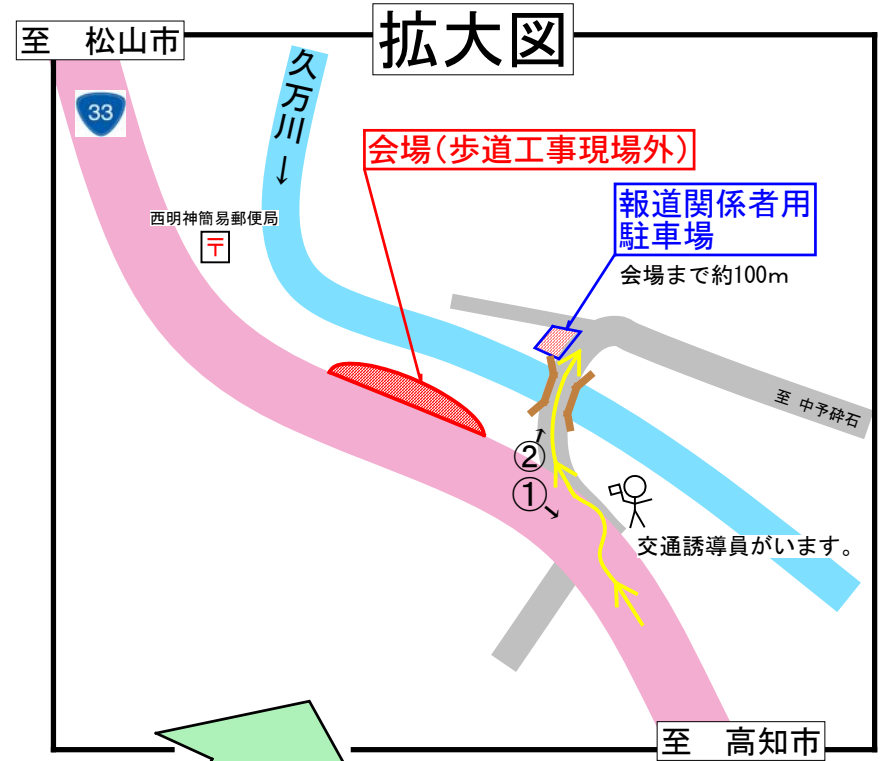 拡大図
至 松山市
33
久万川→
会場(歩道工事現場外)
報道関係者用
駐車場
会場まで約100m
西明神簡易郵便局
〒
至 中予砕石
②
①
交通誘導員がいます。
至 高知市